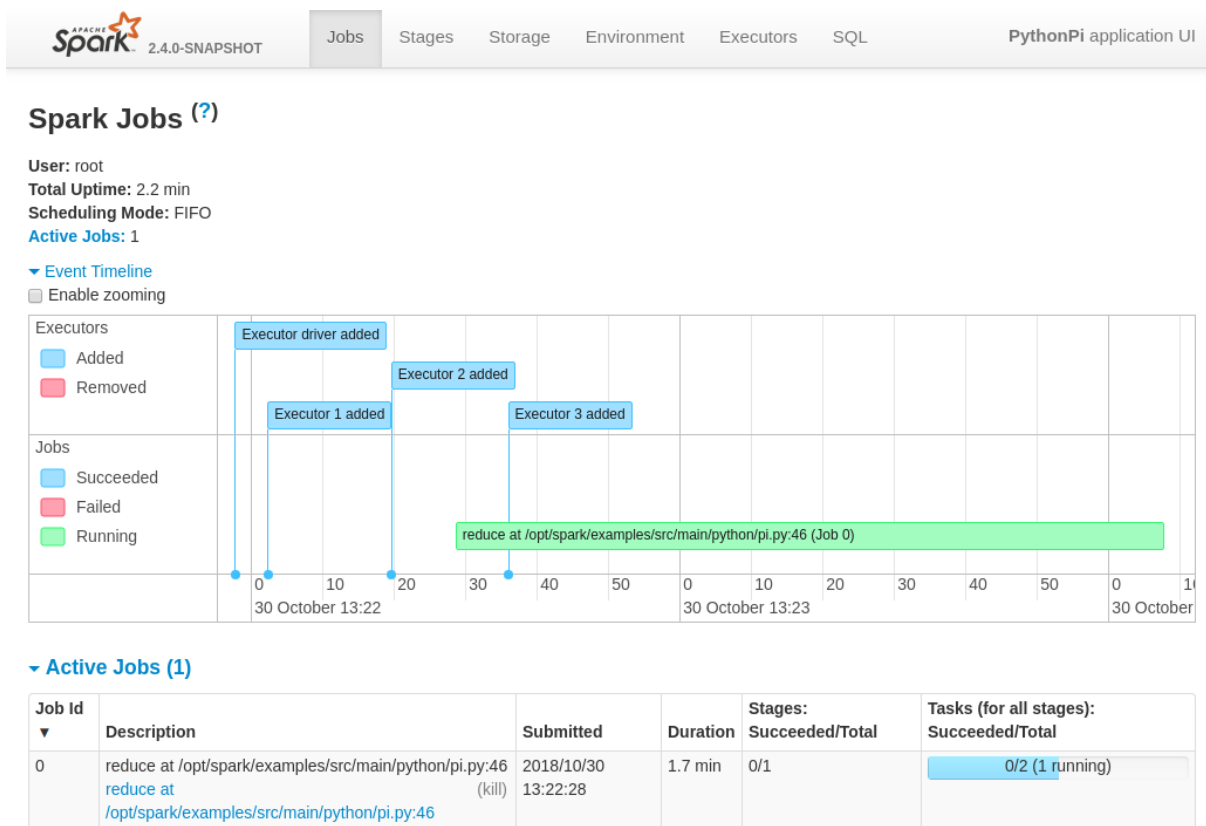 APACHE Spark 2.4.0-SNAPSHOT Jobs Stages Storage Environment Executors SQL PythonPi application UI
Spark Jobs (?)
User: root
Total Uptime: 2.2 min
Scheduling Mode: FIFO
Active Jobs: 1
Event Timeline
Enable zooming
Executors
Added
Removed
Executor driver added
Executor 2 added
Executor 1 added Executor 3 added
Jobs
Succeeded
Failed
Running
reduce at /opt/spark/examples/src/main/python/pi.py:46 (Job 0)
0 10 20 30 40 50 0 10 20 30 40 50 0 10
30 October 13:22 30 October 13:23 30 October
Active Jobs (1)
Job Id ▼ Description Submitted Duration Stages: Succeeded/Total Tasks (for all stages): Succeeded/Total
0 reduce at /opt/spark/examples/src/main/python/pi.py:46 2018/10/30 1.7 min 0/1 0/2 (1 running)
reduce at (kill) 13:22:28
/opt/spark/examples/src/main/python/pi.py:46